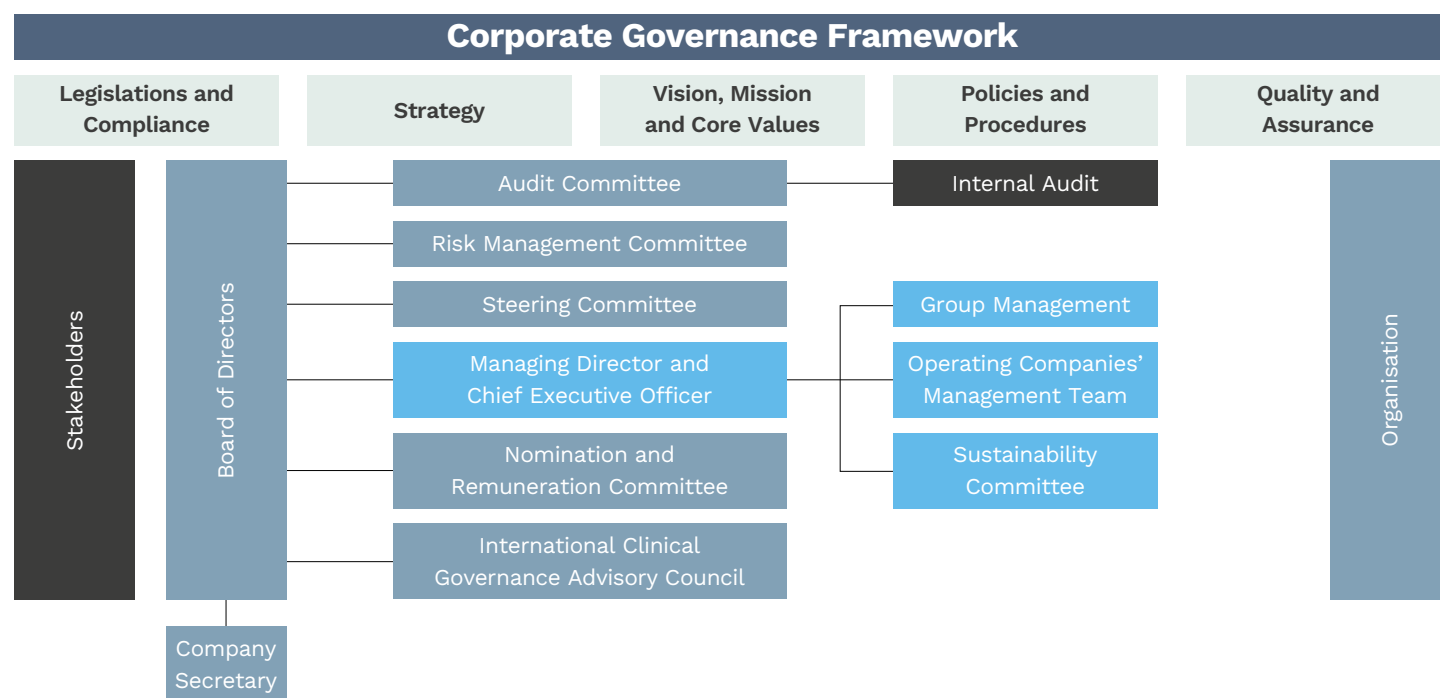 Corporate Governance Framework
Legislations and
Compliance
Strategy
Vision, Mission
and Core Values
Policies and
Procedures
Quality and
Assurance
Stakeholders
Board of Directors
Audit Committee
Internal Audit
Risk Management Committee
Steering Committee
Group Management
Managing Director and
Chief Executive Officer
Operating Companies’
Management Team
Nomination and
Remuneration Committee
Sustainability
Committee
International Clinical
Governance Advisory Council
Organisation
Company
Secretary